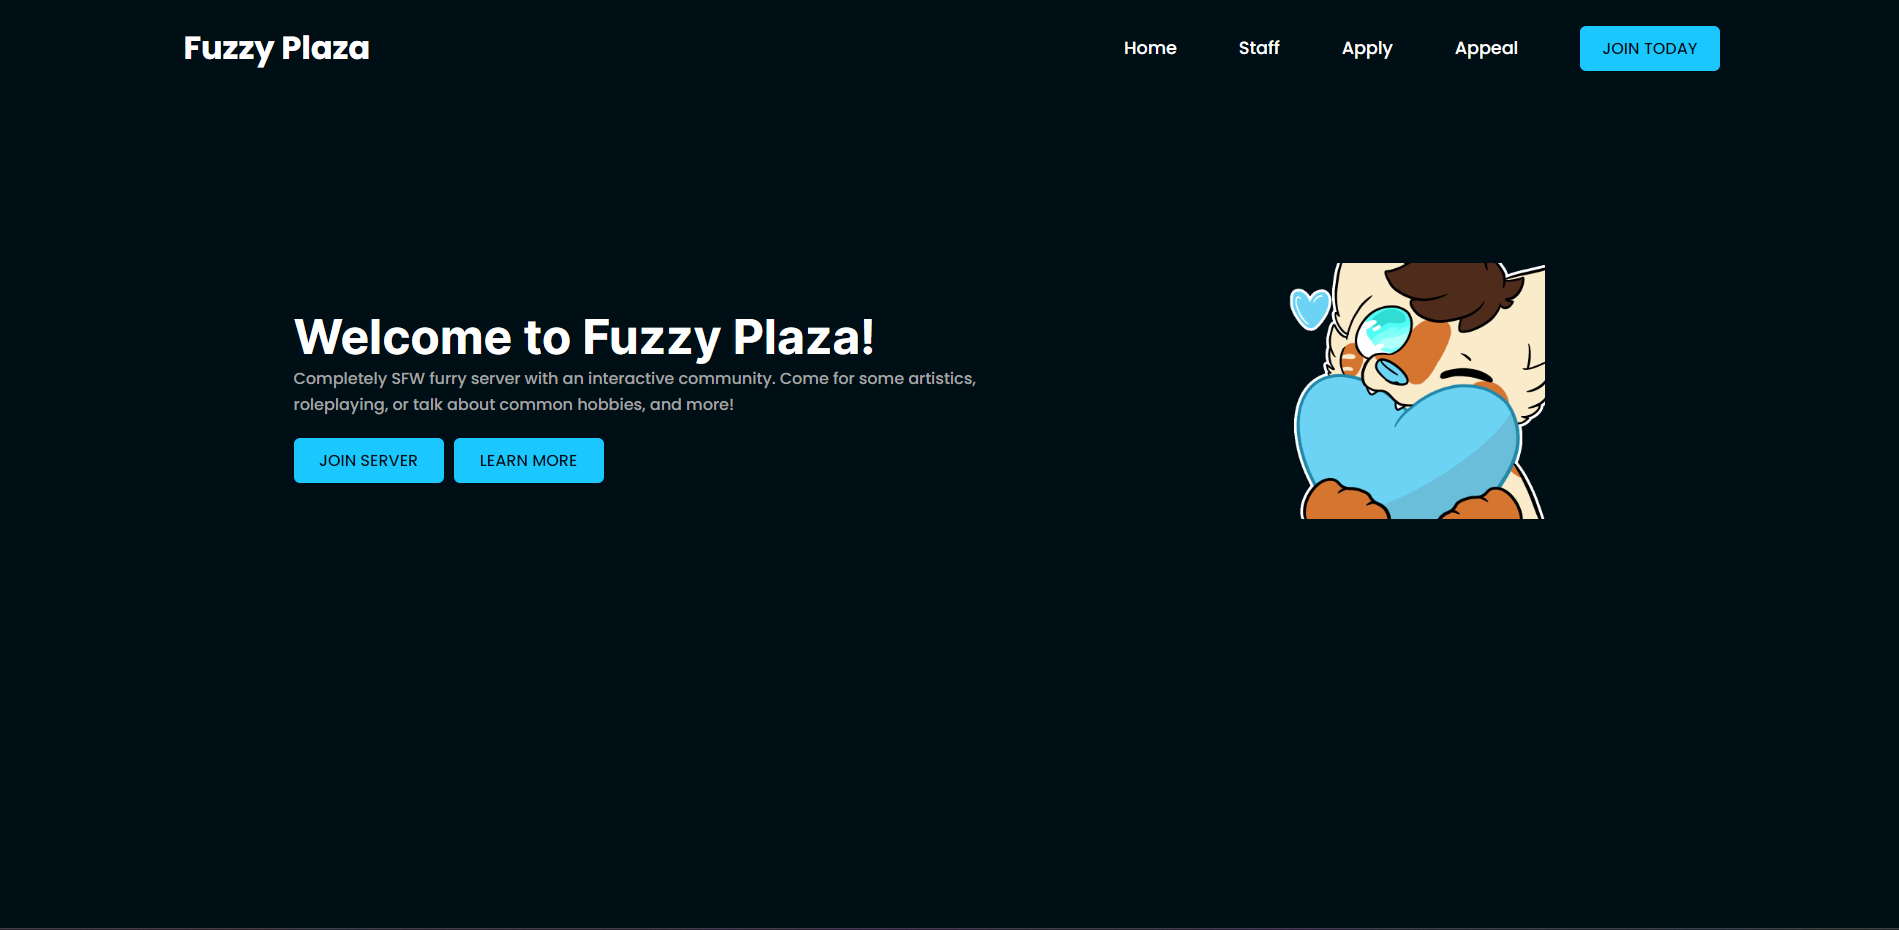 Fuzzy Plaza
Home
Staff
Apply
Appeal
JOIN TODAY
Welcome to Fuzzy Plaza!
Completely SFW furry server with an interactive community. Come for some artistics,
roleplaying, or talk about common hobbies, and more!
JOIN SERVER
LEARN MORE